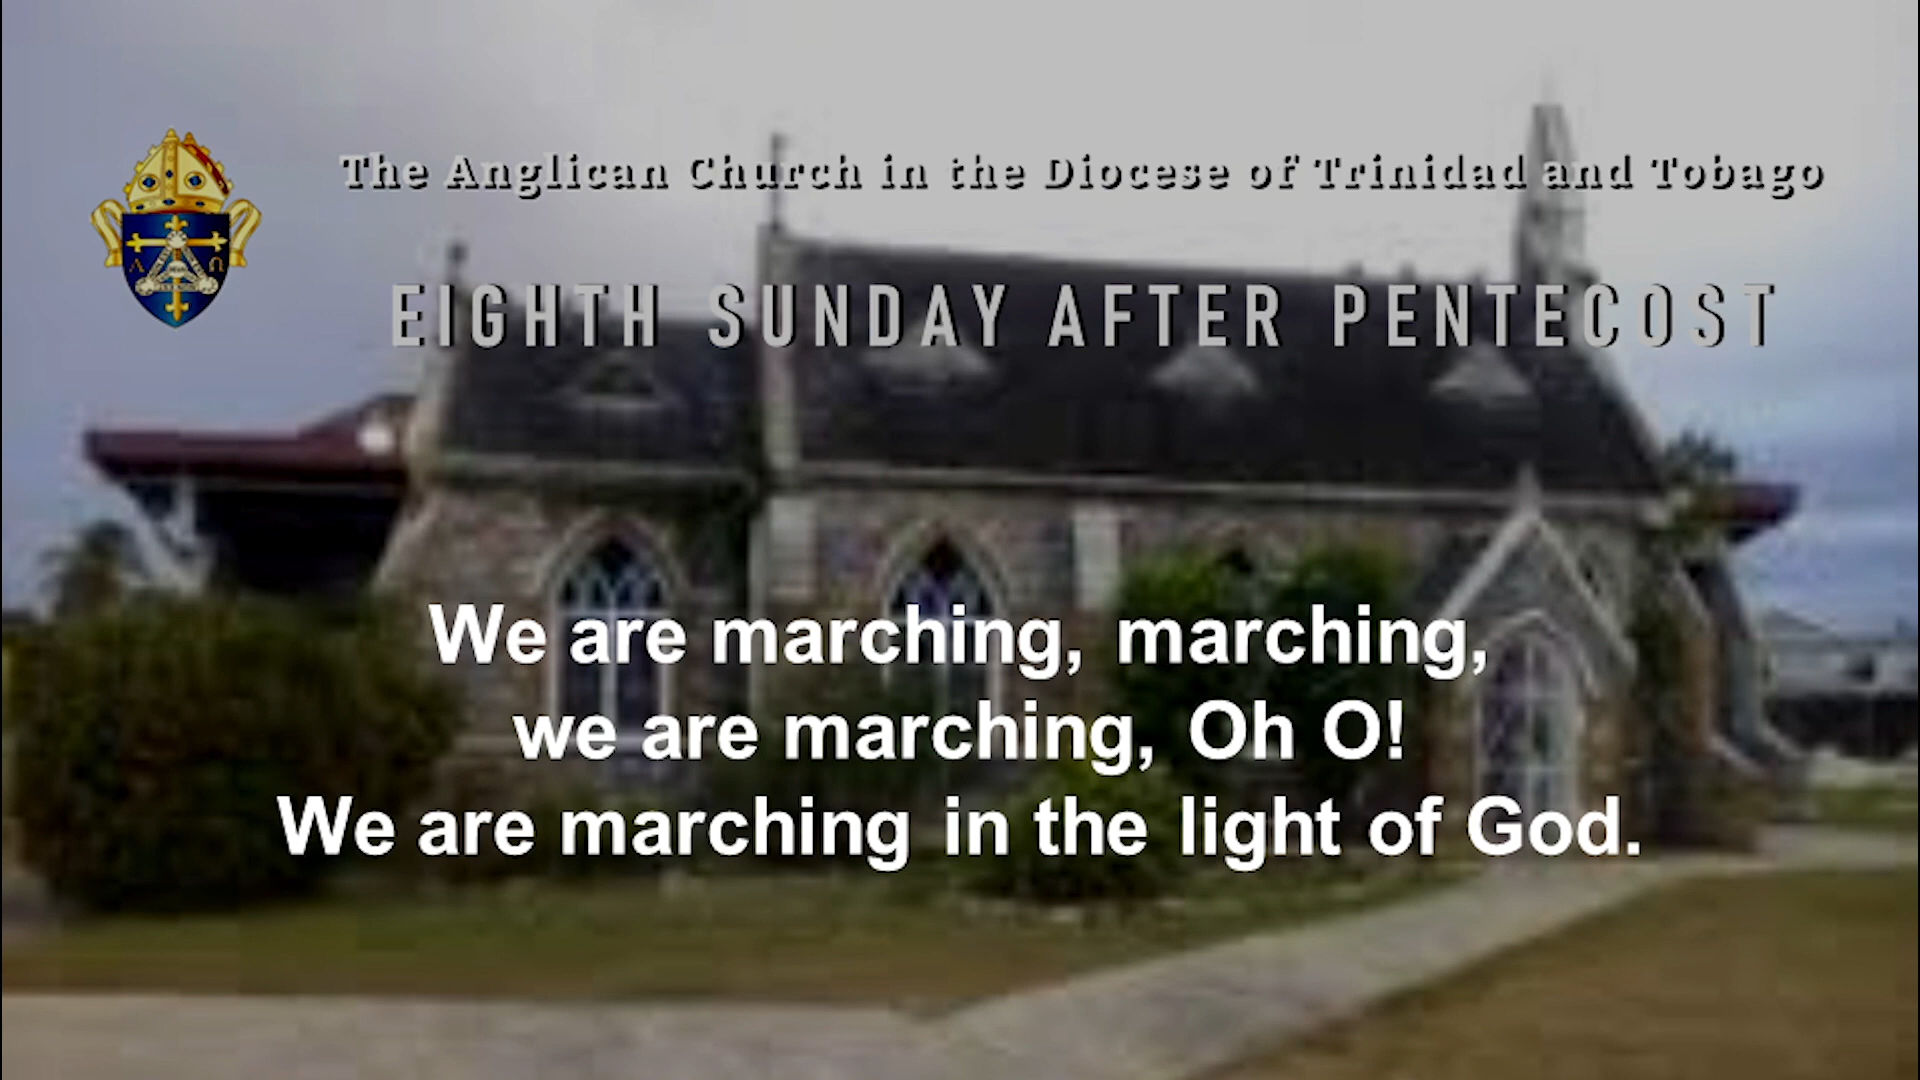 The Anglican Church in the Diocese of Trinidad and Tobago
EIGHTH SUNDAY AFTER PENTECOST
A Ω
We are marching, marching,
we are marching, Oh O!
We are marching in the light of God.